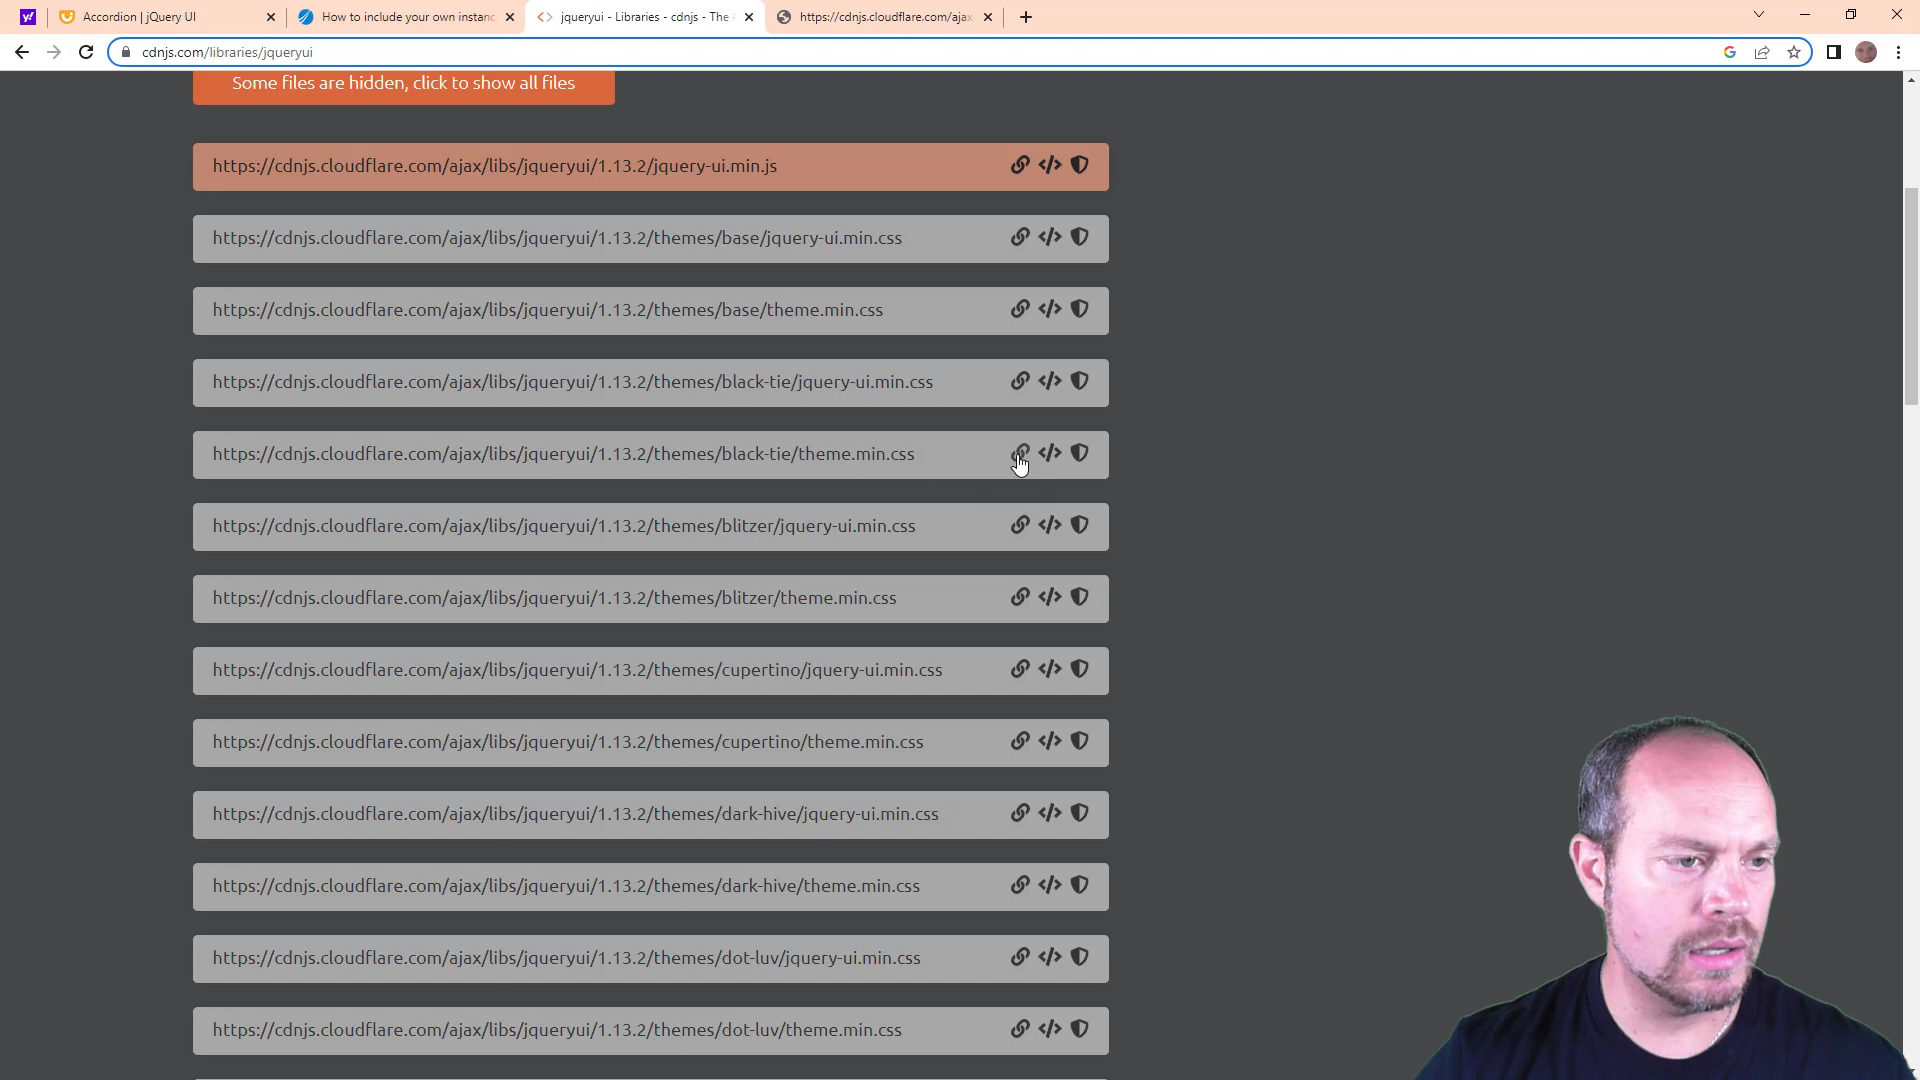 y!
Accordion | jQuery UI
How to include your own instanc
jqueryui - Libraries - cdnjs - The
https://cdnjs.cloudflare.com/ajax
cdnjs.com/libraries/jqueryui
Some files are hidden, click to show all files
https://cdnjs.cloudflare.com/ajax/libs/jqueryui/1.13.2/jquery-ui.min.js
https://cdnjs.cloudflare.com/ajax/libs/jqueryui/1.13.2/themes/base/jquery-ui.min.css
https://cdnjs.cloudflare.com/ajax/libs/jqueryui/1.13.2/themes/base/theme.min.css
https://cdnjs.cloudflare.com/ajax/libs/jqueryui/1.13.2/themes/black-tie/jquery-ui.min.css
https://cdnjs.cloudflare.com/ajax/libs/jqueryui/1.13.2/themes/black-tie/theme.min.css
https://cdnjs.cloudflare.com/ajax/libs/jqueryui/1.13.2/themes/blitzer/jquery-ui.min.css
https://cdnjs.cloudflare.com/ajax/libs/jqueryui/1.13.2/themes/blitzer/theme.min.css
https://cdnjs.cloudflare.com/ajax/libs/jqueryui/1.13.2/themes/cupertino/jquery-ui.min.css
https://cdnjs.cloudflare.com/ajax/libs/jqueryui/1.13.2/themes/cupertino/theme.min.css
https://cdnjs.cloudflare.com/ajax/libs/jqueryui/1.13.2/themes/dark-hive/jquery-ui.min.css
https://cdnjs.cloudflare.com/ajax/libs/jqueryui/1.13.2/themes/dark-hive/theme.min.css
https://cdnjs.cloudflare.com/ajax/libs/jqueryui/1.13.2/themes/dot-luv/jquery-ui.min.css
https://cdnjs.cloudflare.com/ajax/libs/jqueryui/1.13.2/themes/dot-luv/theme.min.css